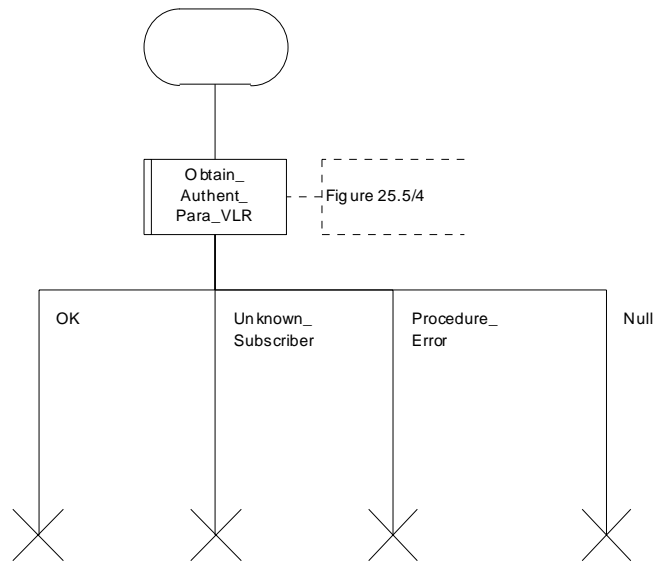 Obtain_
Authent_
Para_VLR
Figure 25.5/4
OK
Unknown_
Subscriber
Procedure_
Error
Null